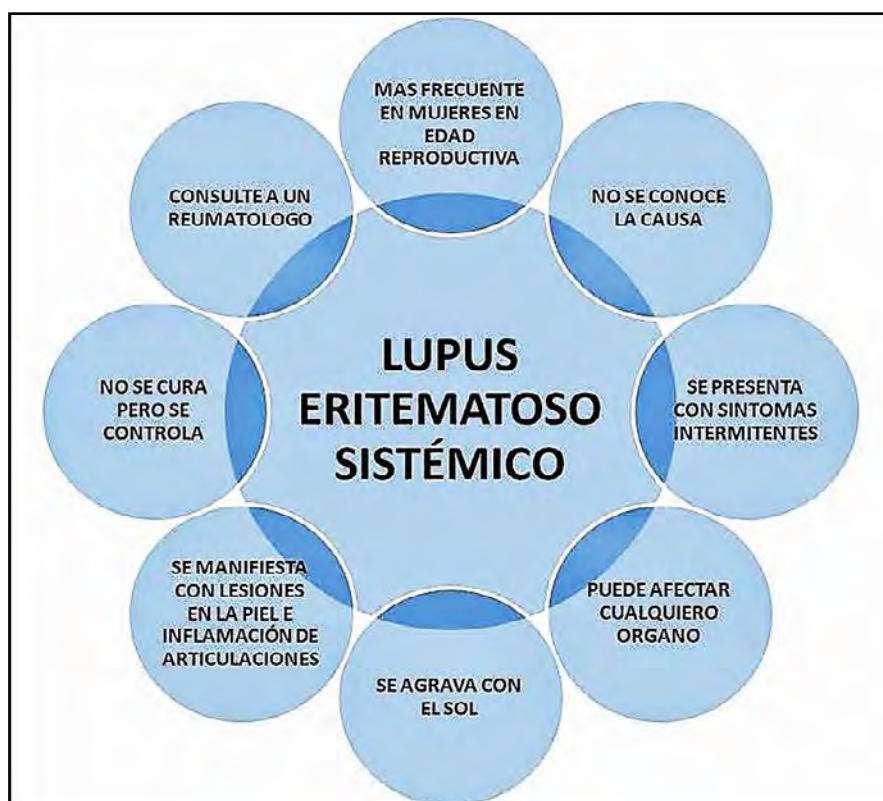 LUPUS
ERITEMATOSO
SISTÉMICO
MAS FRECUENTE
EN MUJERES EN
EDAD
REPRODUCTIVA
NO SE CONOCE
LA CAUSA
SE PRESENTA
CON SINTOMAS
INTERMITENTES
PUEDE AFECTAR
CUALQUIERO
ORGANO
SE AGRAVA CON
EL SOL
SE MANIFIESTA
CON LESIONES
EN LA PIEL E
INFLAMACIÓN DE
ARTICULACIONES
NO SE CURA
PERO SE
CONTROLA
CONSULTE A UN
REUMATOLOGO